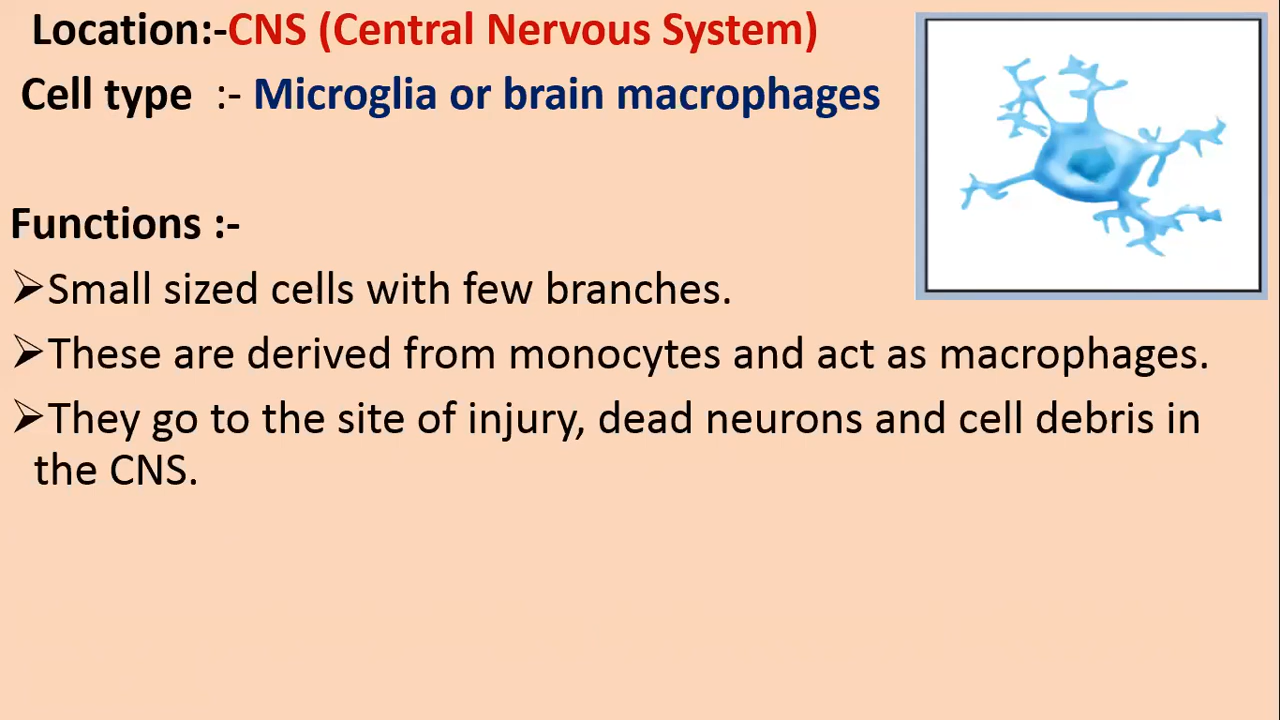 Location:-CNS (Central Nervous System)
Cell type :- Microglia or brain macrophages
Functions :-
➢Small sized cells with few branches.
➢These are derived from monocytes and act as macrophages.
➢They go to the site of injury, dead neurons and cell debris in
the CNS.